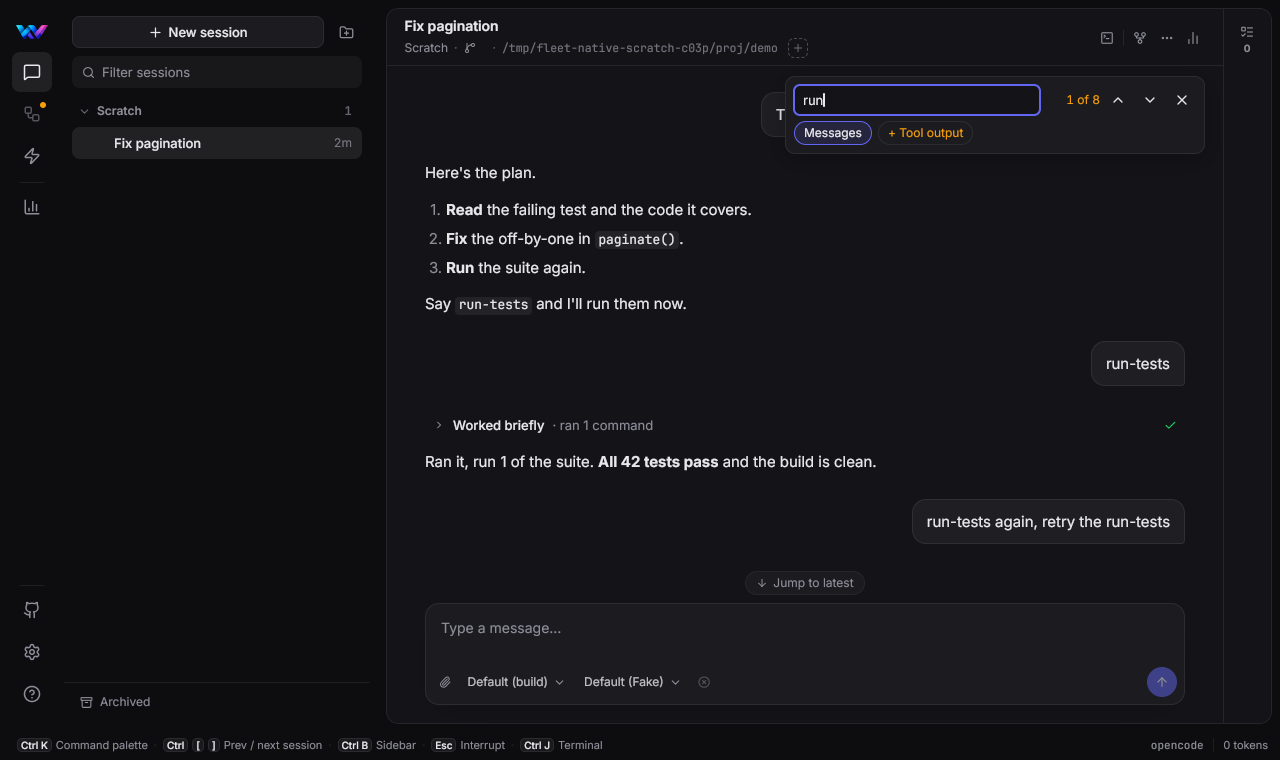 New session
Filter sessions
Scratch 1
Fix pagination 2m
Archived
Fix pagination
Scratch · · /tmp/fleet-native-scratch-c03p/proj/demo
0
run
1 of 8
Messages
+ Tool output
T
Here's the plan.
1. Read the failing test and the code it covers.
2. Fix the off-by-one in paginate().
3. Run the suite again.
Say run-tests and I'll run them now.
run-tests
Worked briefly · ran 1 command
Ran it, run 1 of the suite. All 42 tests pass and the build is clean.
run-tests again, retry the run-tests
Jump to latest
Type a message...
Default (build) Default (Fake)
Ctrl K Command palette · Ctrl [ ] Prev / next session · Ctrl B Sidebar · Esc Interrupt · Ctrl J Terminal
opencode 0 tokens